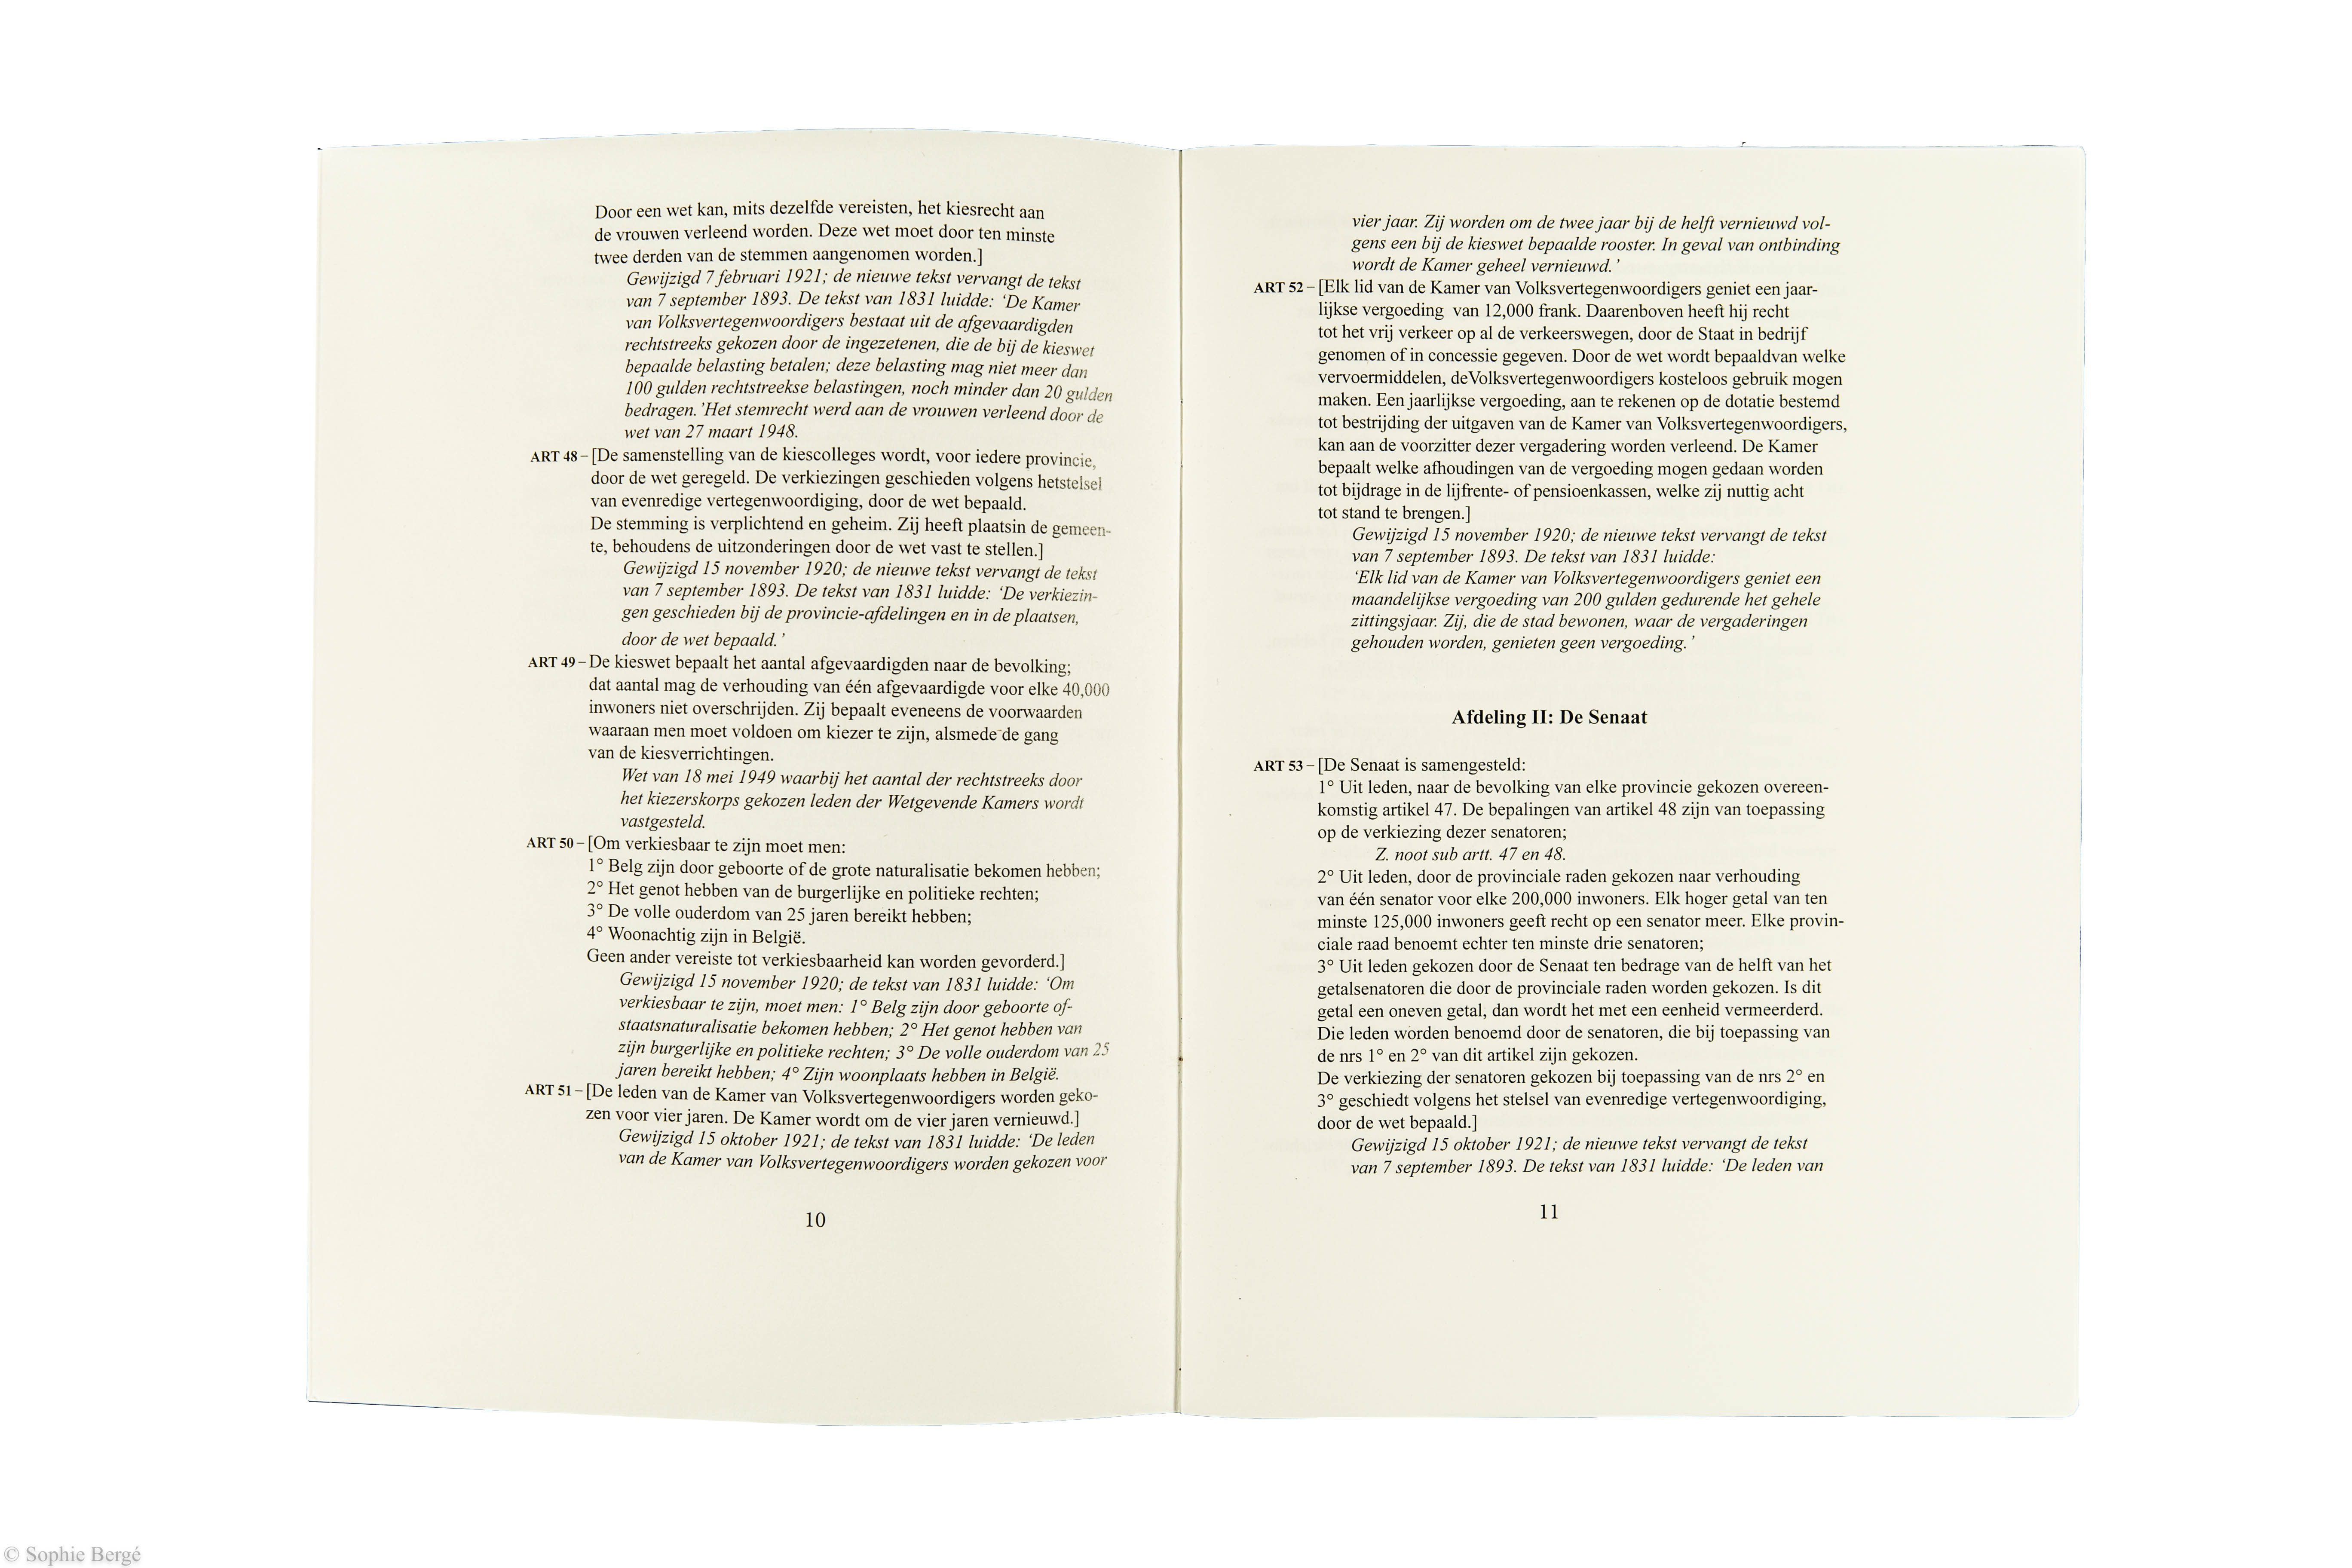 Door een wet kan, mits dezelfde vereisten, het kiesrecht aan
de vrouwen verleend worden. Deze wet moet door ten minste
twee derden van de stemmen aangenomen worden.]
Gewijzigd 7 februari 1921; de nieuwe tekst vervangt de tekst
van 7 september 1893. De tekst van 1831 luidde: ‘De Kamer
van Volksvertegenwoordigers bestaat uit de afgevaardigden
rechtstreeks gekozen door de ingezetenen, die de bij de kieswet
bepaalde belasting betalen; deze belasting mag niet meer dan
100 gulden rechtstreekse belastingen, noch minder dan 20 gulden
bedragen.’Het stemrecht werd aan de vrouwen verleend door de
wet van 27 maart 1948.
ART 48 – [De samenstelling van de kiescolleges wordt, voor iedere provincie,
door de wet geregeld. De verkiezingen geschieden volgens hetstelsel
van evenredige vertegenwoordiging, door de wet bepaald.
De stemming is verplichtend en geheim. Zij heeft plaatsin de gemeen-
te, behoudens de uitzonderingen door de wet vast te stellen.]
Gewijzigd 15 november 1920; de nieuwe tekst vervangt de tekst
van 7 september 1893. De tekst van 1831 luidde: ‘De verkiezin-
gen geschieden bij de provincie-afdelingen en in de plaatsen,
door de wet bepaald.’
ART 49 – De kieswet bepaalt het aantal afgevaardigden naar de bevolking;
dat aantal mag de verhouding van één afgevaardigde voor elke 40,000
inwoners niet overschrijden. Zij bepaalt eveneens de voorwaarden
waaraan men moet voldoen om kiezer te zijn, alsmede de gang
van de kiesverrichtingen.
Wet van 18 mei 1949 waarbij het aantal der rechtstreeks door
het kiezerskorps gekozen leden der Wetgevende Kamers wordt
vastgesteld.
ART 50 – [Om verkiesbaar te zijn moet men:
1° Belg zijn door geboorte of de grote naturalisatie bekomen hebben;
2° Het genot hebben van de burgerlijke en politieke rechten;
3° De volle ouderdom van 25 jaren bereikt hebben;
4° Woonachtig zijn in België.
Geen ander vereiste tot verkiesbaarheid kan worden gevorderd.]
Gewijzigd 15 november 1920; de tekst van 1831 luidde: ‘Om
verkiesbaar te zijn, moet men: 1° Belg zijn door geboorte of-
staatsnaturalisatie bekomen hebben; 2° Het genot hebben van
zijn burgerlijke en politieke rechten; 3° De volle ouderdom van 25
jaren bereikt hebben; 4° Zijn woonplaats hebben in België.
ART 51 – [De leden van de Kamer van Volksvertegenwoordigers worden geko-
zen voor vier jaren. De Kamer wordt om de vier jaren vernieuwd.]
Gewijzigd 15 oktober 1921; de tekst van 1831 luidde: ‘De leden
van de Kamer van Volksvertegenwoordigers worden gekozen voor
10
vier jaar. Zij worden om de twee jaar bij de helft vernieuwd vol-
gens een bij de kieswet bepaalde rooster. In geval van ontbinding
wordt de Kamer geheel vernieuwd.’
ART 52 – [Elk lid van de Kamer van Volksvertegenwoordigers geniet een jaar-
lijkse vergoeding van 12,000 frank. Daarenboven heeft hij recht
tot het vrij verkeer op al de verkeerswegen, door de Staat in bedrijf
genomen of in concessie gegeven. Door de wet wordt bepaaldvan welke
vervoermiddelen, deVolksvertegenwoordigers kosteloos gebruik mogen
maken. Een jaarlijkse vergoeding, aan te rekenen op de dotatie bestemd
tot bestrijding der uitgaven van de Kamer van Volksvertegenwoordigers,
kan aan de voorzitter dezer vergadering worden verleend. De Kamer
bepaalt welke afhoudingen van de vergoeding mogen gedaan worden
tot bijdrage in de lijfrente- of pensioenkassen, welke zij nuttig acht
tot stand te brengen.]
Gewijzigd 15 november 1920; de nieuwe tekst vervangt de tekst
van 7 september 1893. De tekst van 1831 luidde:
‘Elk lid van de Kamer van Volksvertegenwoordigers geniet een
maandelijkse vergoeding van 200 gulden gedurende het gehele
zittingsjaar. Zij, die de stad bewonen, waar de vergaderingen
gehouden worden, genieten geen vergoeding.’
Afdeling II: De Senaat
ART 53 – [De Senaat is samengesteld:
1° Uit leden, naar de bevolking van elke provincie gekozen overeen-
komstig artikel 47. De bepalingen van artikel 48 zijn van toepassing
op de verkiezing dezer senatoren;
Z. noot sub artt. 47 en 48.
2° Uit leden, door de provinciale raden gekozen naar verhouding
van één senator voor elke 200,000 inwoners. Elk hoger getal van ten
minste 125,000 inwoners geeft recht op een senator meer. Elke provin-
ciale raad benoemt echter ten minste drie senatoren;
3° Uit leden gekozen door de Senaat ten bedrage van de helft van het
getalsenatoren die door de provinciale raden worden gekozen. Is dit
getal een oneven getal, dan wordt het met een eenheid vermeerderd.
Die leden worden benoemd door de senatoren, die bij toepassing van
de nrs 1° en 2° van dit artikel zijn gekozen.
De verkiezing der senatoren gekozen bij toepassing van de nrs 2° en
3° geschiedt volgens het stelsel van evenredige vertegenwoordiging,
door de wet bepaald.]
Gewijzigd 15 oktober 1921; de nieuwe tekst vervangt de tekst
van 7 september 1893. De tekst van 1831 luidde: ‘De leden van
11
© Sophie Bergé